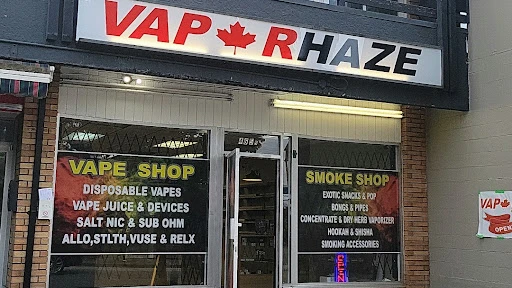 VAP RHAZE
VAPE SHOP
DISPOSABLE VAPES
VAPE JUICE & DEVICES
SALT NIC & SUB OHM
ALLO,STLTH,VUSE & RELX
SMOKE SHOP
EXOTIC SNACKS & POP
BONGS & PIPES
CONCENTRATE & DRY HERB VAPORIZER
HOOKAH & SHISHA
SMOKING ACCESSORIES
VAP
OPEN